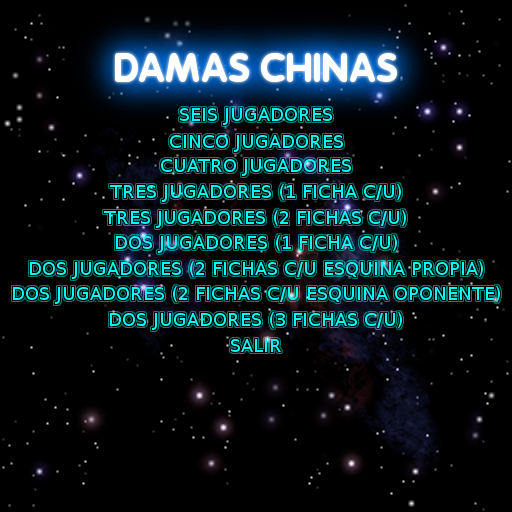 DAMAS CHINAS
SEIS JUGADORES
CINCO JUGADORES
CUATRO JUGADORES
TRES JUGADORES (1 FICHA C/U)
TRES JUGADORES (2 FICHAS C/U)
DOS JUGADORES (1 FICHA C/U)
DOS JUGADORES (2 FICHAS C/U ESQUINA PROPIA)
DOS JUGADORES (2 FICHAS C/U ESQUINA OPONENTE)
DOS JUGADORES (3 FICHAS C/U)
SALIR